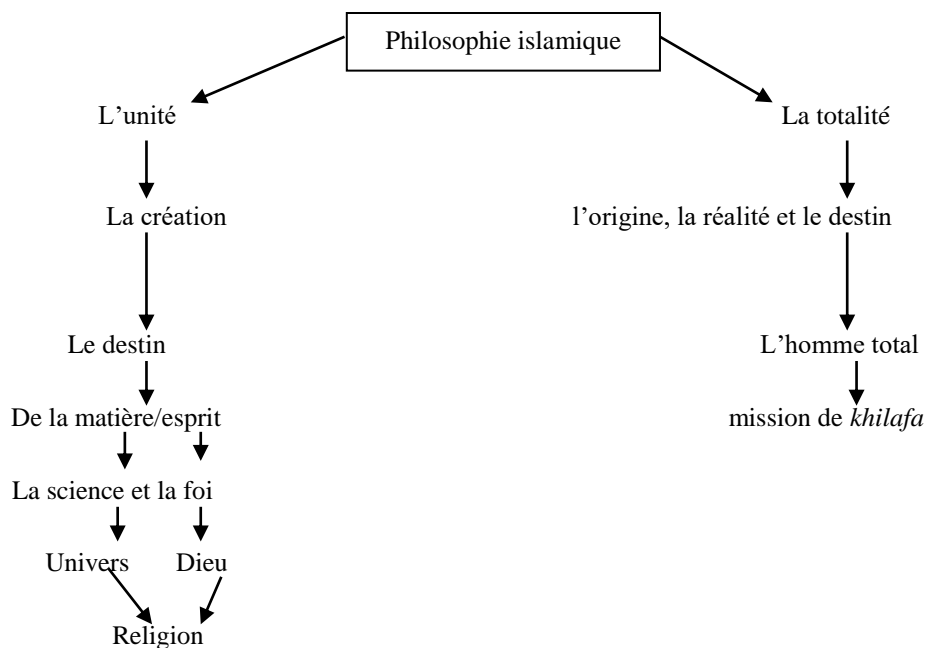 Philosophie islamique
L’unité
La totalité
La création
l’origine, la réalité et le destin
Le destin
L’homme total
De la matière/esprit
mission de khilafa
La science et la foi
Univers
Dieu
Religion